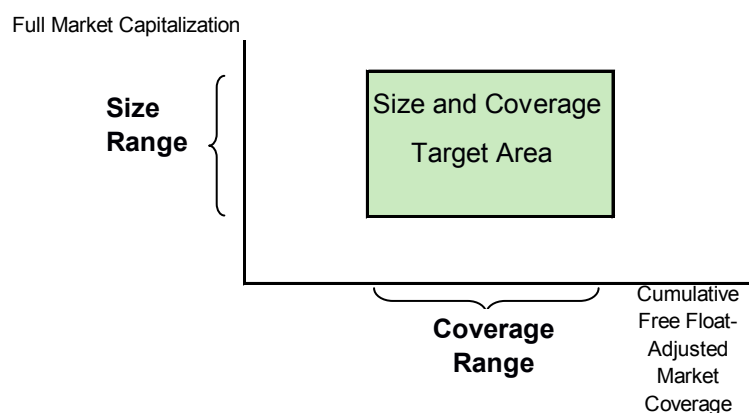 Full Market Capitalization
Size
Range
Size and Coverage
Target Area
Coverage
Range
Cumulative
Free Float-
Adjusted
Market
Coverage